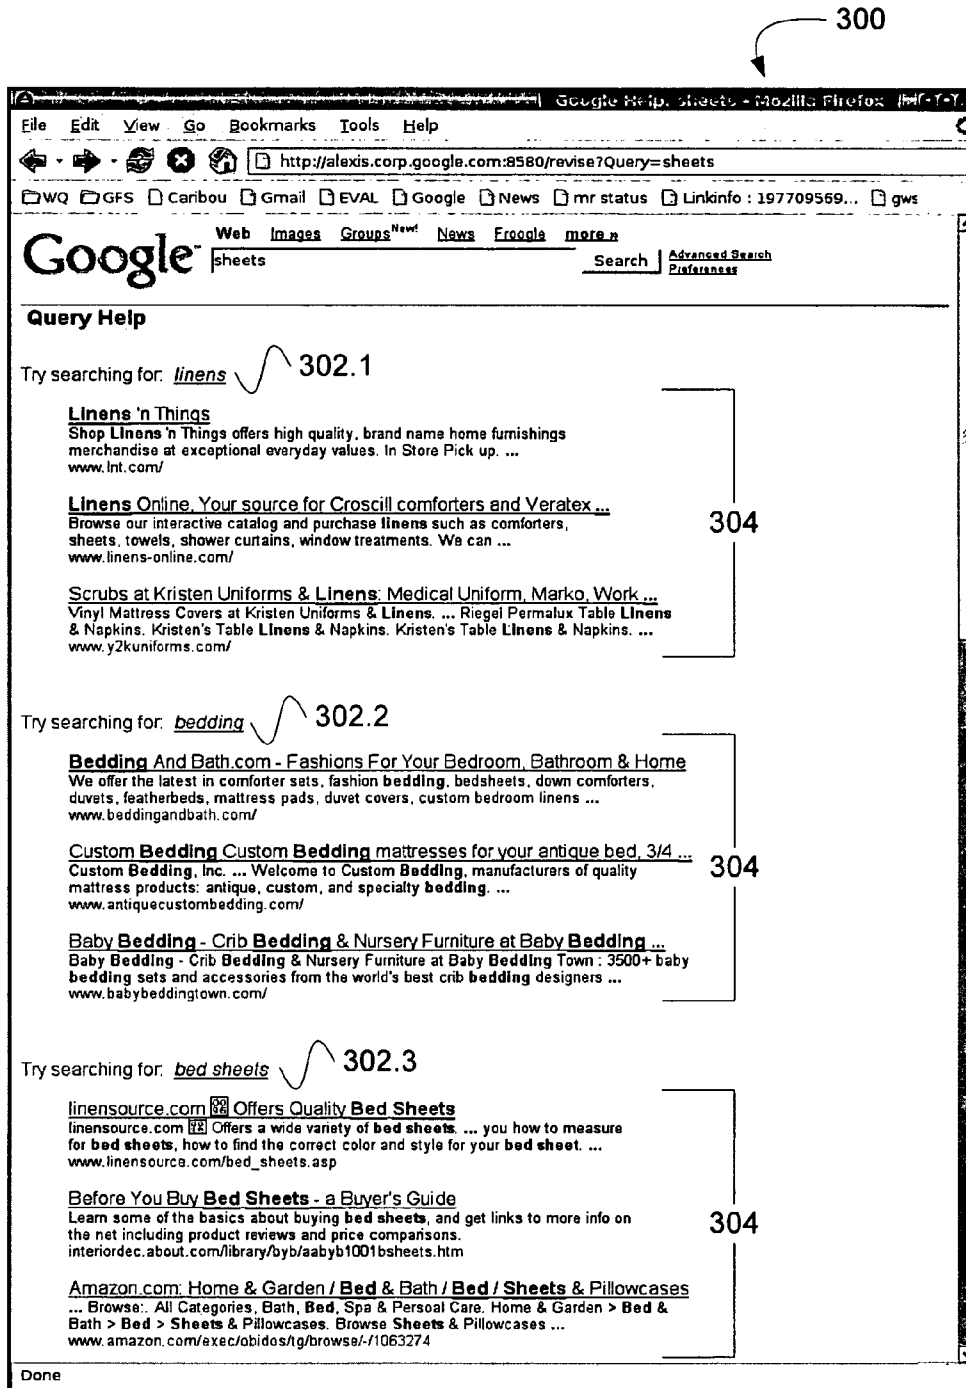 300
Google Help, sheets - Mozilla Firefox
File Edit View Go Bookmarks Tools Help
http://alexis.corp.google.com:8580/revise?Query=sheets
WQ GFS Caribou Gmail EVAL Google News mr status Linkinfo : 197709569... gws
Web Images Groups New! News Froogle more »
Google™ sheets Search Advanced Search
Preferences
Query Help
Try searching for: linens 302.1
Linens 'n Things
Shop Linens 'n Things offers high quality, brand name home furnishings
merchandise at exceptional everyday values. In Store Pick up. ...
www.lnt.com/
Linens Online, Your source for Croscill comforters and Veratex ...
Browse our interactive catalog and purchase linens such as comforters,
sheets, towels, shower curtains, window treatments. We can ...
www.linens-online.com/
304
Scrubs at Kristen Uniforms & Linens: Medical Uniform, Marko, Work ...
Vinyl Mattress Covers at Kristen Uniforms & Linens. ... Riegel Permalux Table Linens
& Napkins. Kristen's Table Linens & Napkins. Kristen's Table Linens & Napkins. ...
www.y2kuniforms.com/
Try searching for: bedding 302.2
Bedding And Bath.com - Fashions For Your Bedroom, Bathroom & Home
We offer the latest in comforter sets, fashion bedding, bedsheets, down comforters,
duvets, featherbeds, mattress pads, duvet covers, custom bedroom linens ...
www.beddingandbath.com/
Custom Bedding Custom Bedding mattresses for your antique bed, 3/4 ...
Custom Bedding, Inc. ... Welcome to Custom Bedding, manufacturers of quality
mattress products: antique, custom, and specialty bedding. ...
www.antiquecustombedding.com/
304
Baby Bedding - Crib Bedding & Nursery Furniture at Baby Bedding ...
Baby Bedding - Crib Bedding & Nursery Furniture at Baby Bedding Town : 3500+ baby
bedding sets and accessories from the world's best crib bedding designers ...
www.babybeddingtown.com/
Try searching for: bed sheets 302.3
linensource.com Offers Quality Bed Sheets
linensource.com Offers a wide variety of bed sheets. ... you how to measure
for bed sheets, how to find the correct color and style for your bed sheet. ...
www.linensource.com/bed_sheets.asp
Before You Buy Bed Sheets - a Buyer's Guide
Learn some of the basics about buying bed sheets, and get links to more info on
the net including product reviews and price comparisons.
interiordec.about.com/library/byb/aabyb1001bsheets.htm
304
Amazon.com: Home & Garden / Bed & Bath / Bed / Sheets & Pillowcases
... Browse:. All Categories, Bath, Bed, Spa & Persoal Care. Home & Garden > Bed &
Bath > Bed > Sheets & Pillowcases. Browse Sheets & Pillowcases ...
www.amazon.com/exec/obidos/tg/browse/-/1063274
Done